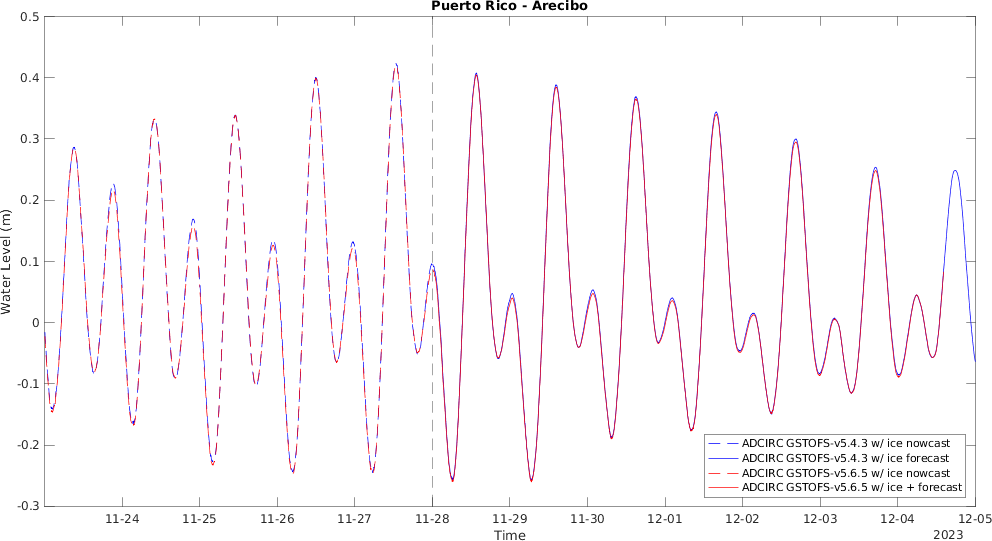 Puerto Rico - Arecibo
0.5
0.4
0.3
0.2
0.1
0
-0.1
-0.2
-0.3
Water Level (m)
ADCIRC GSTOFS-v5.4.3 w/ ice nowcast
ADCIRC GSTOFS-v5.4.3 w/ ice forecast
ADCIRC GSTOFS-v5.6.5 w/ ice nowcast
ADCIRC GSTOFS-v5.6.5 w/ ice + forecast
11-24 11-25 11-26 11-27 11-28 11-29 11-30 12-01 12-02 12-03 12-04 12-05
Time
2023